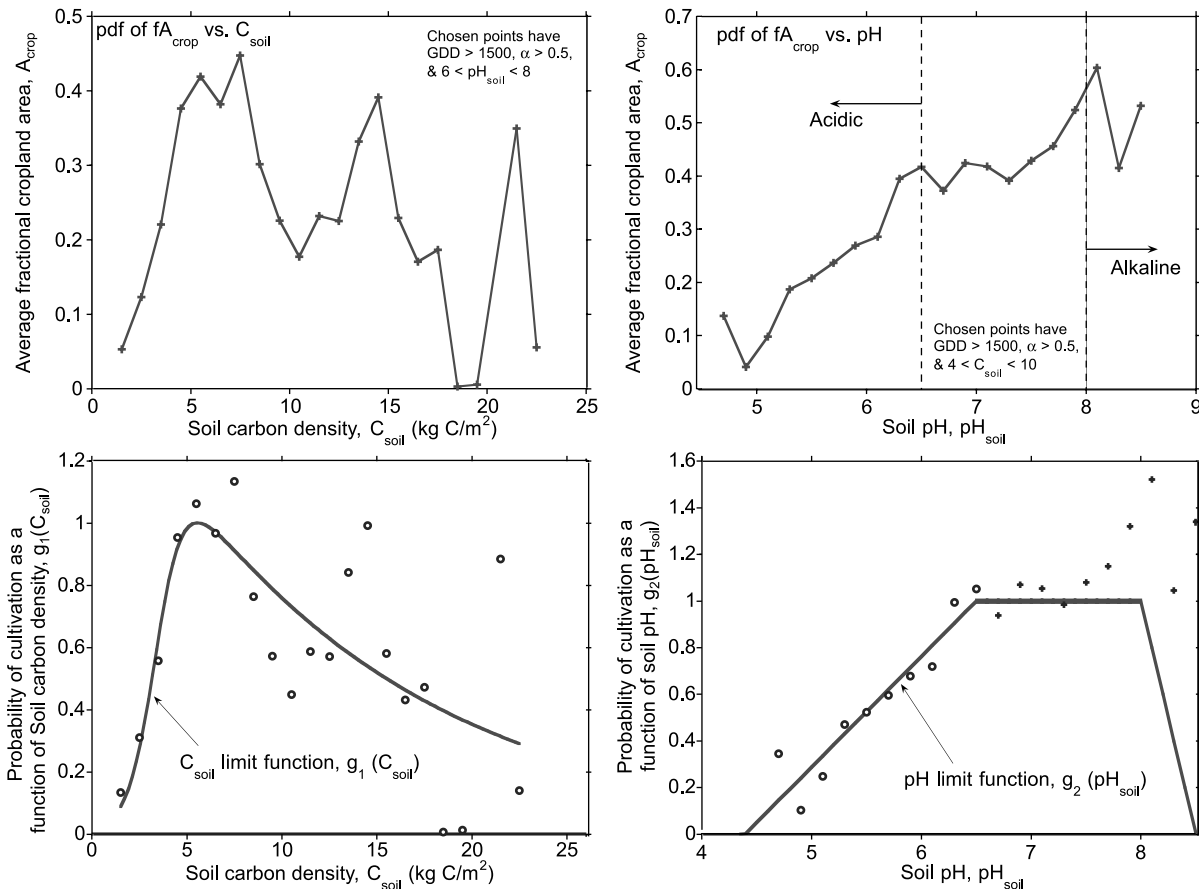 pdf of fA_crop vs. C_soil
Chosen points have
GDD > 1500, α > 0.5,
& 6 < pH_soil < 8
Average fractional cropland area, A_crop
0.5
0.4
0.3
0.2
0.1
0
0 5 10 15 20 25
Soil carbon density, C_soil (kg C/m²)
pdf of fA_crop vs. pH
Acidic
Alkaline
Chosen points have
GDD > 1500, α > 0.5,
& 4 < C_soil < 10
Average fractional cropland area, A_crop
0.7
0.6
0.5
0.4
0.3
0.2
0.1
0
5 6 7 8 9
Soil pH, pH_soil
Probability of cultivation as a
function of Soil carbon density, g₁(C_soil)
1.2
1
0.8
0.6
0.4
0.2
0
C_soil limit function, g₁ (C_soil)
0 5 10 15 20 25
Soil carbon density, C_soil (kg C/m²)
Probability of cultivation as a
function of soil pH, g₂(pH_soil)
1.6
1.4
1.2
1
0.8
0.6
0.4
0.2
0
pH limit function, g₂ (pH_soil)
4 5 6 7 8
Soil pH, pH_soil